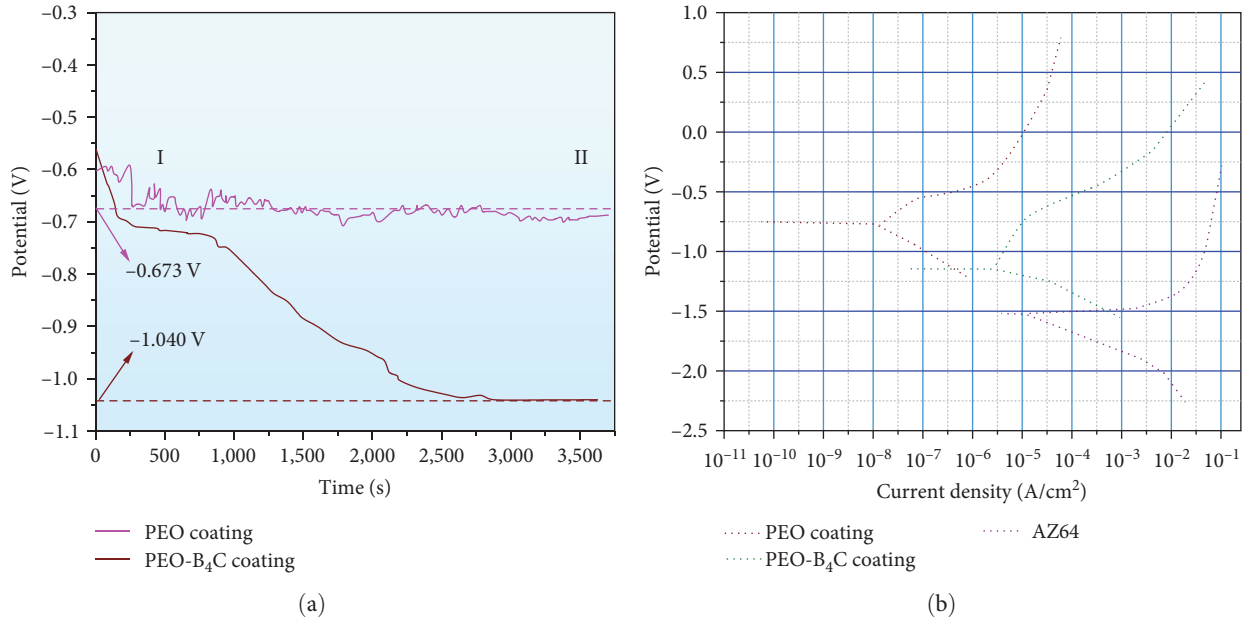 −0.3
−0.4
−0.5
−0.6
−0.7
−0.8
−0.9
−1.0
−1.1
Potential (V)
I
II
−0.673 V
−1.040 V
0
500
1,000
1,500
2,000
2,500
3,000
3,500
Time (s)
PEO coating
PEO-B₄C coating
(a)
1.0
0.5
0.0
−0.5
−1.0
−1.5
−2.0
−2.5
Potential (V)
10⁻¹¹
10⁻¹⁰
10⁻⁹
10⁻⁸
10⁻⁷
10⁻⁶
10⁻⁵
10⁻⁴
10⁻³
10⁻²
10⁻¹
Current density (A/cm²)
PEO coating
PEO-B₄C coating
AZ64
(b)